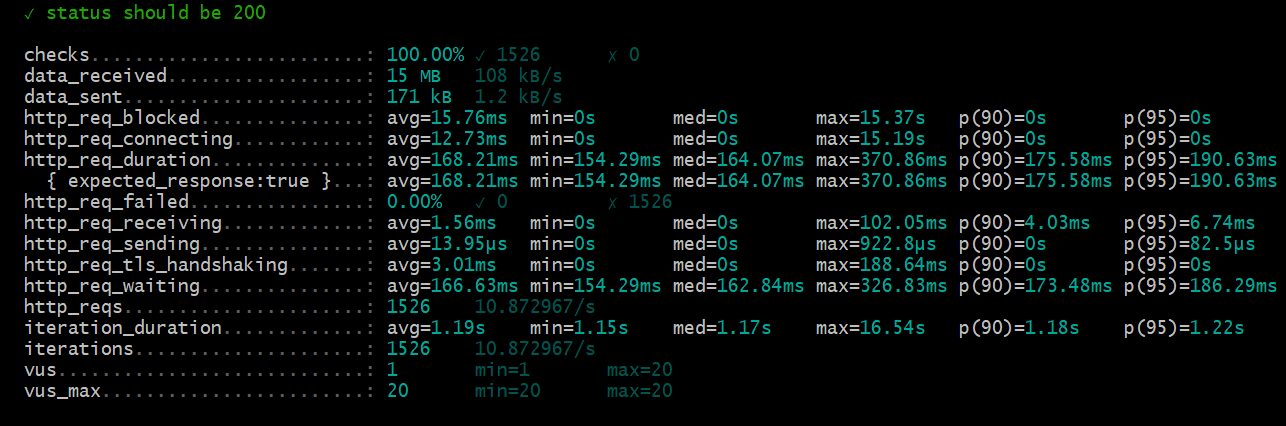 ✓ status should be 200
checks.........................: 100.00% ✓ 1526 ✗ 0
data_received..................: 15 MB 108 kB/s
data_sent......................: 171 kB 1.2 kB/s
http_req_blocked...............: avg=15.76ms min=0s med=0s max=15.37s p(90)=0s p(95)=0s
http_req_connecting............: avg=12.73ms min=0s med=0s max=15.19s p(90)=0s p(95)=0s
http_req_duration..............: avg=168.21ms min=154.29ms med=164.07ms max=370.86ms p(90)=175.58ms p(95)=190.63ms
{ expected_response:true }...: avg=168.21ms min=154.29ms med=164.07ms max=370.86ms p(90)=175.58ms p(95)=190.63ms
http_req_failed................: 0.00% ✓ 0 ✗ 1526
http_req_receiving.............: avg=1.56ms min=0s med=0s max=102.05ms p(90)=4.03ms p(95)=6.74ms
http_req_sending...............: avg=13.95µs min=0s med=0s max=922.8µs p(90)=0s p(95)=82.5µs
http_req_tls_handshaking.......: avg=3.01ms min=0s med=0s max=188.64ms p(90)=0s p(95)=0s
http_req_waiting...............: avg=166.63ms min=154.29ms med=162.84ms max=326.83ms p(90)=173.48ms p(95)=186.29ms
http_reqs......................: 1526 10.872967/s
iteration_duration.............: avg=1.19s min=1.15s med=1.17s max=16.54s p(90)=1.18s p(95)=1.22s
iterations.....................: 1526 10.872967/s
vus............................: 1 min=1 max=20
vus_max........................: 20 min=20 max=20